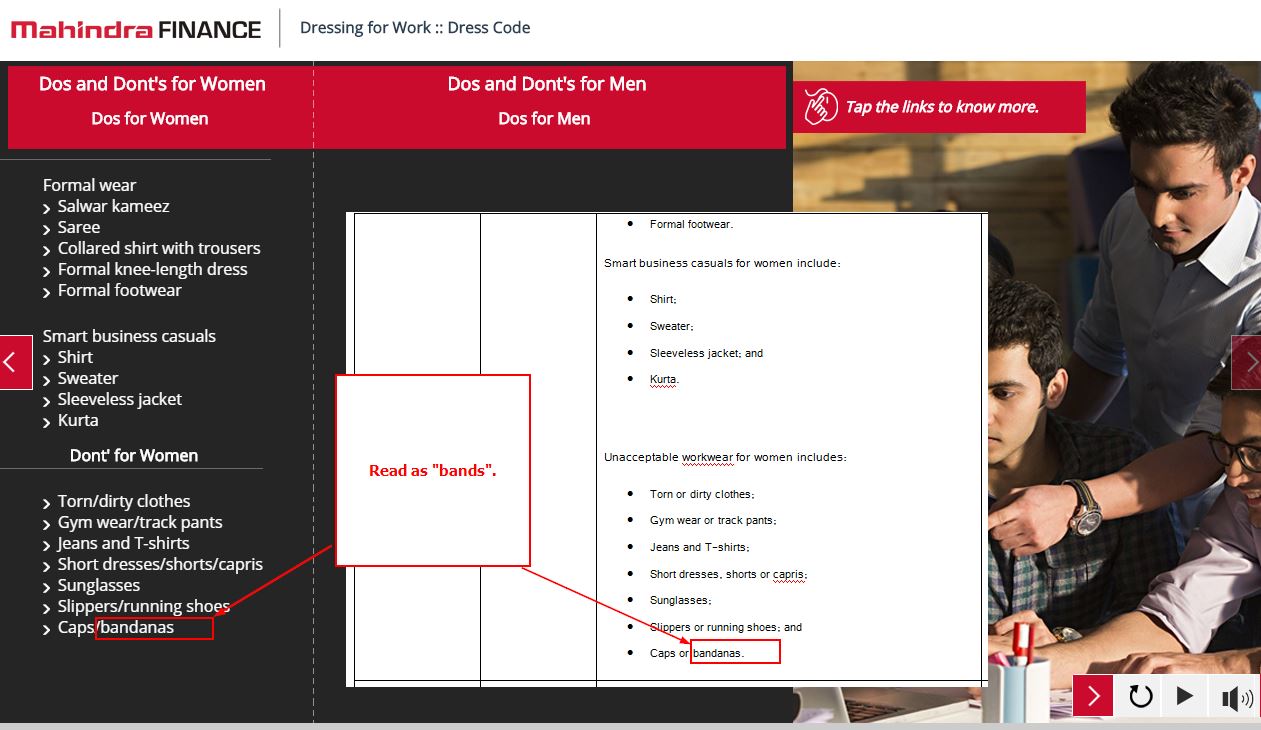 Mahindra FINANCE
Dressing for Work :: Dress Code
Dos and Dont's for Women
Dos for Women
Dos and Dont's for Men
Dos for Men
Tap the links to know more.
Formal wear
Salwar kameez
Saree
Collared shirt with trousers
Formal knee-length dress
Formal footwear
Smart business casuals
Shirt
Sweater
Sleeveless jacket
Kurta
Dont' for Women
Torn/dirty clothes
Gym wear/track pants
Jeans and T-shirts
Short dresses/shorts/capris
Sunglasses
Slippers/running shoes
Caps/bandanas
Read as "bands".
Formal footwear.
Smart business casuals for women include:
Shirt;
Sweater;
Sleeveless jacket; and
Kurta.
Unacceptable workwear for women includes:
Torn or dirty clothes;
Gym wear or track pants;
Jeans and T-shirts;
Short dresses, shorts or capris;
Sunglasses;
Slippers or running shoes; and
Caps or bandanas.